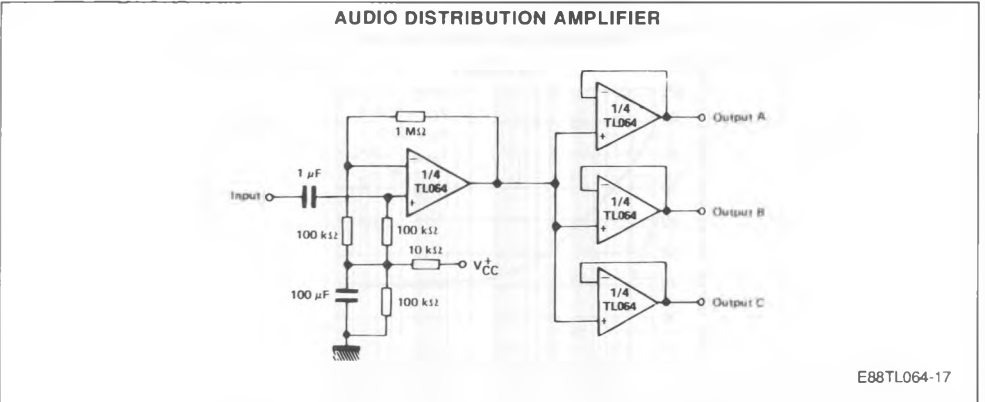 AUDIO DISTRIBUTION AMPLIFIER
1/4
TL064
Output A
1 MΩ
1 µF
1/4
TL064
Input
1/4
TL064
Output B
100 kΩ
100 kΩ
10 kΩ
V+CC
100 µF
100 kΩ
1/4
TL064
Output C
E88TL064-17